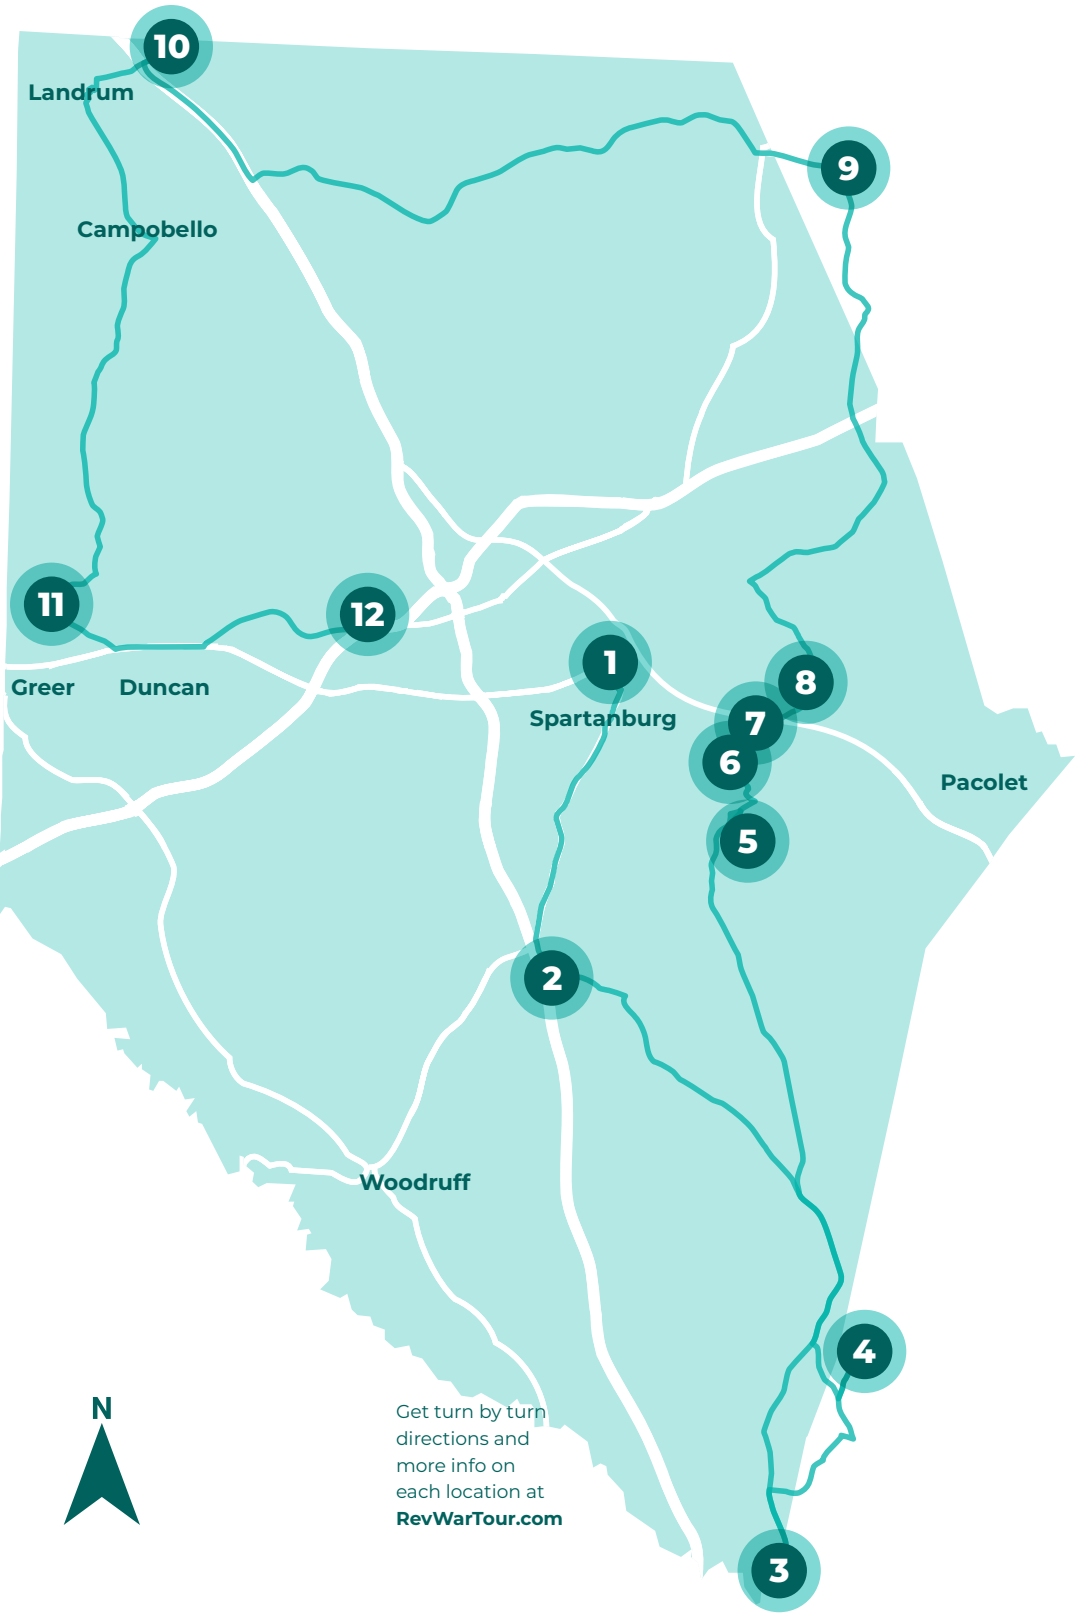 10
Landrum
9
Campobello
11
12
1
Greer
Duncan
8
Spartanburg
7
6
Pacolet
5
2
Woodruff
4
N
Get turn by turn
directions and
more info on
each location at
RevWarTour.com
3